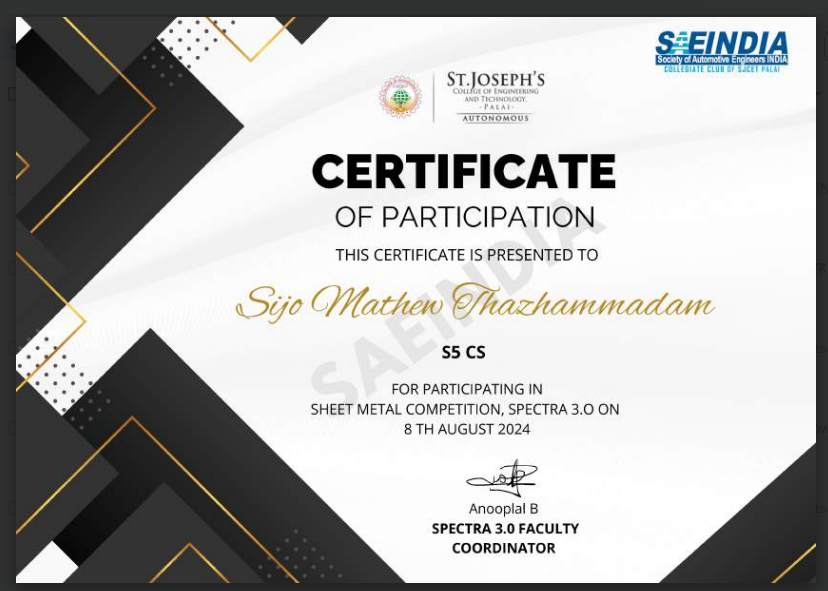 SAEINDIA
Society of Automotive Engineers INDIA
COLLEGIATE CLUB OF SJCET PALAI
ST.JOSEPH'S
COLLEGE OF ENGINEERING
AND TECHNOLOGY,
- PALAI -
AUTONOMOUS
CERTIFICATE
OF PARTICIPATION
THIS CERTIFICATE IS PRESENTED TO
Sijo Mathew Thazhammadam
SAEINDIA
S5 CS
FOR PARTICIPATING IN
SHEET METAL COMPETITION, SPECTRA 3.O ON
8 TH AUGUST 2024
Anooplal B
SPECTRA 3.0 FACULTY
COORDINATOR